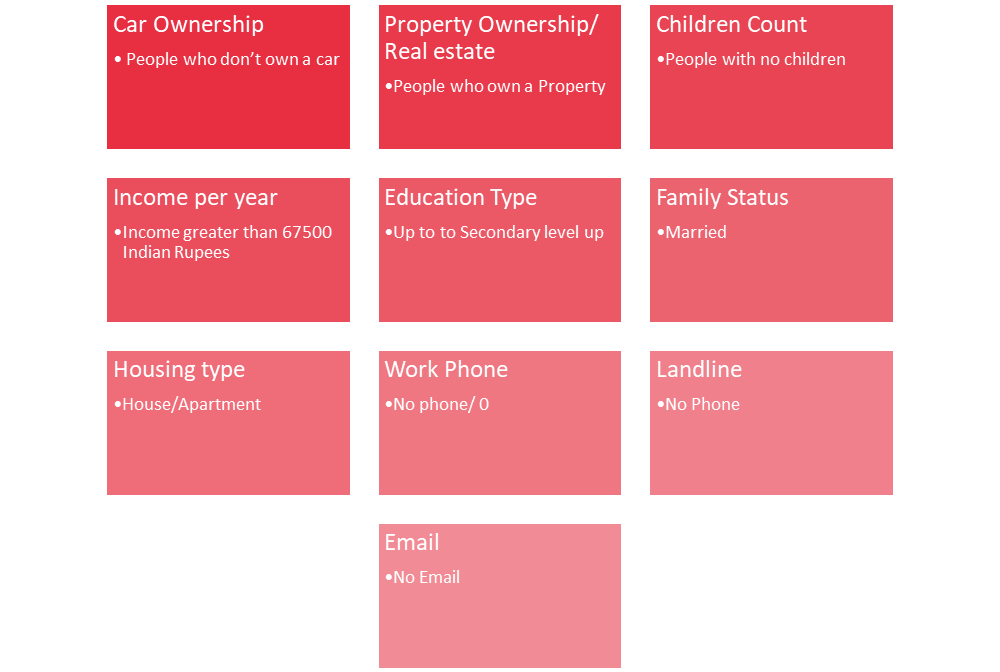 Car Ownership
• People who don’t own a car
Property Ownership/
Real estate
•People who own a Property
Children Count
•People with no children
Income per year
•Income greater than 67500
Indian Rupees
Education Type
•Up to to Secondary level up
Family Status
•Married
Housing type
•House/Apartment
Work Phone
•No phone/ 0
Landline
•No Phone
Email
•No Email